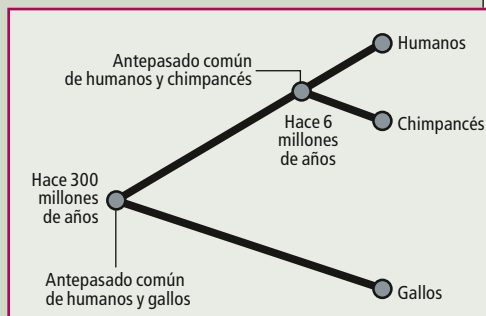 Antepasado común
de humanos y chimpancés
Humanos
Hace 6
millones
de años
Chimpancés
Hace 300
millones
de años
Antepasado común
de humanos y gallos
Gallos